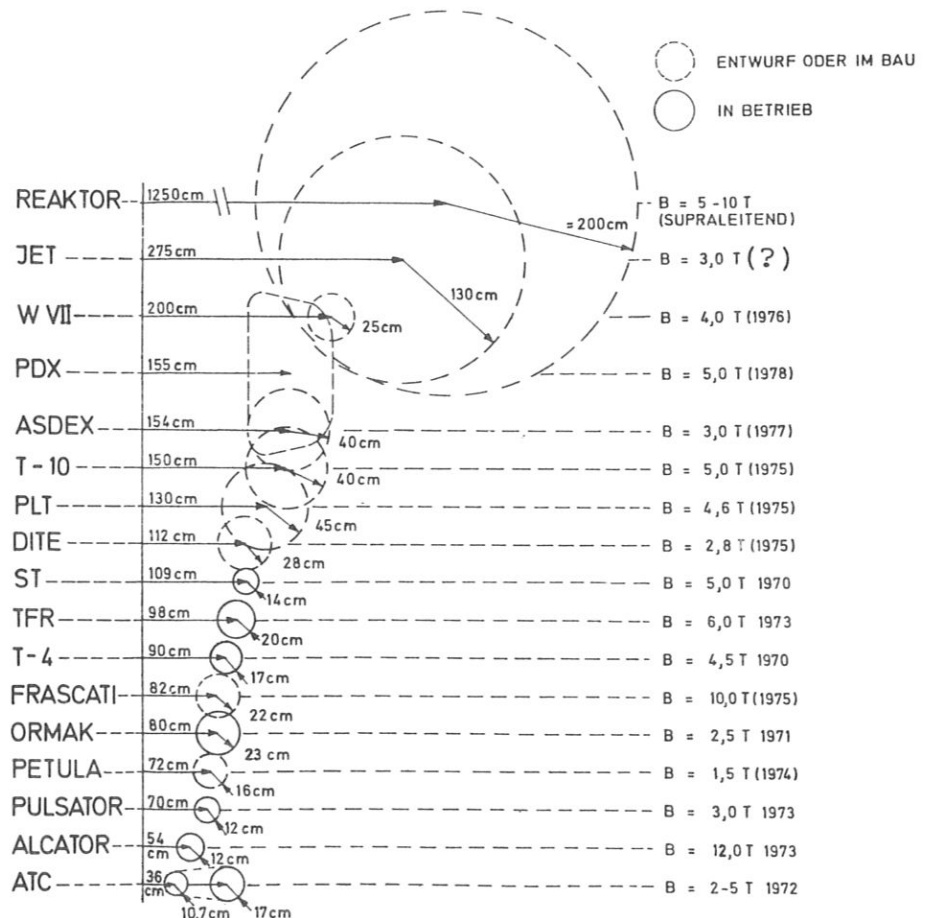 ENTWURF ODER IM BAU
IN BETRIEB
REAKTOR 1250cm = 200cm B = 5-10 T
(SUPRALEITEND)
JET 275cm 130cm B = 3,0 T (?)
W VII 200cm 25cm B = 4,0 T (1976)
PDX 155cm B = 5,0 T (1978)
ASDEX 154cm 40cm B = 3,0 T (1977)
T-10 150cm 40cm B = 5,0 T (1975)
PLT 130cm 45cm B = 4,6 T (1975)
DITE 112cm 28cm B = 2,8 T (1975)
ST 109cm 14cm B = 5,0 T 1970
TFR 98cm 20cm B = 6,0 T 1973
T-4 90cm 17cm B = 4,5 T 1970
FRASCATI 82cm 22cm B = 10,0 T (1975)
ORMAK 80cm 23 cm B = 2,5 T 1971
PETULA 72cm 16cm B = 1,5 T (1974)
PULSATOR 70cm 12cm B = 3,0 T 1973
ALCATOR 54 cm 12cm B = 12,0 T 1973
ATC 36 cm 10,7cm 17cm B = 2-5 T 1972